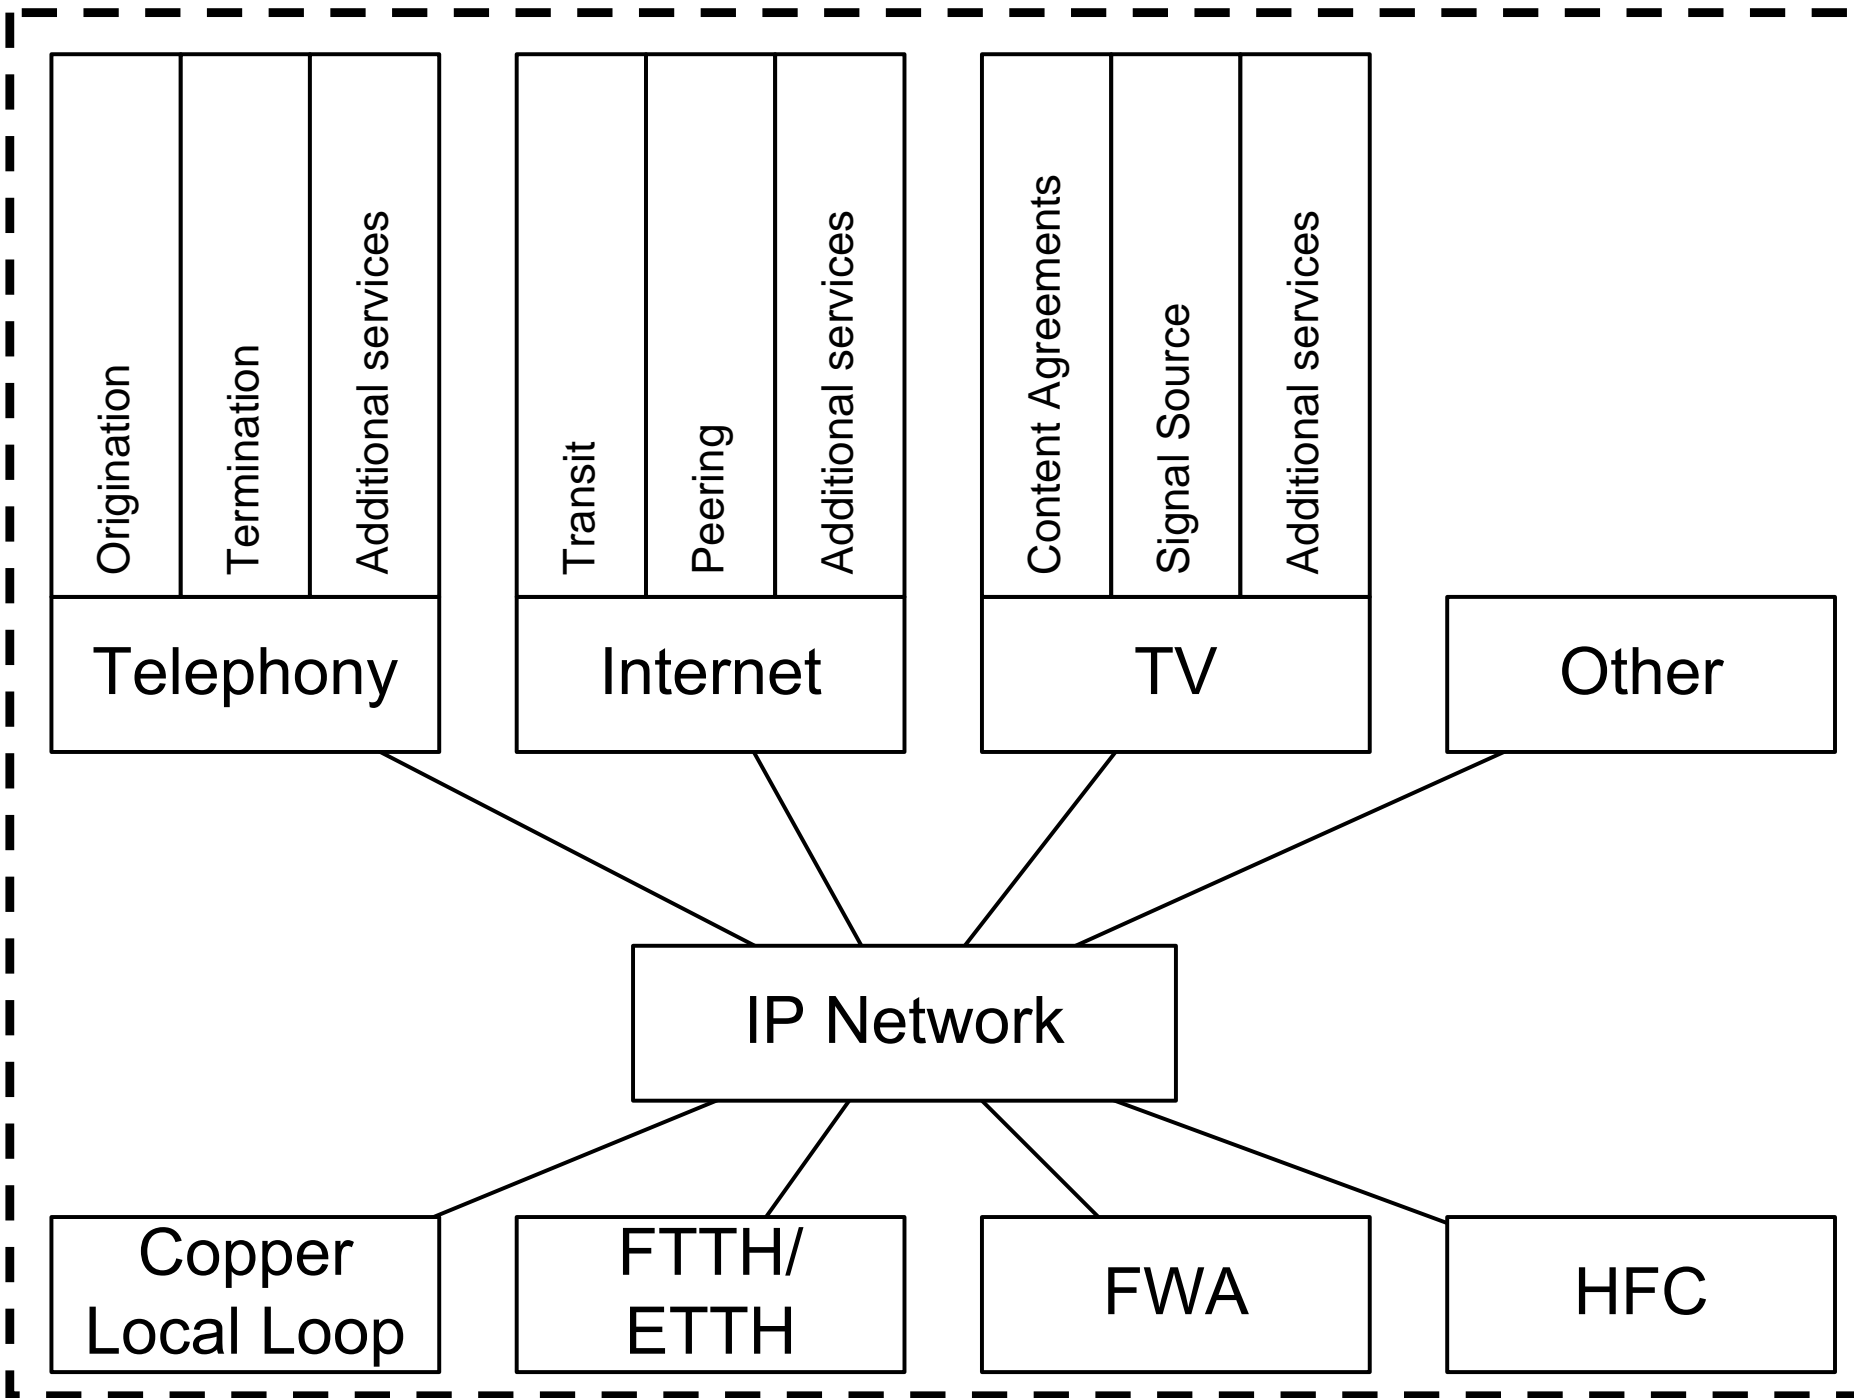 Origination
Termination
Additional services
Transit
Peering
Additional services
Content Agreements
Signal Source
Additional services
Telephony
Internet
TV
Other
IP Network
Copper
Local Loop
FTTH/
ETTH
FWA
HFC